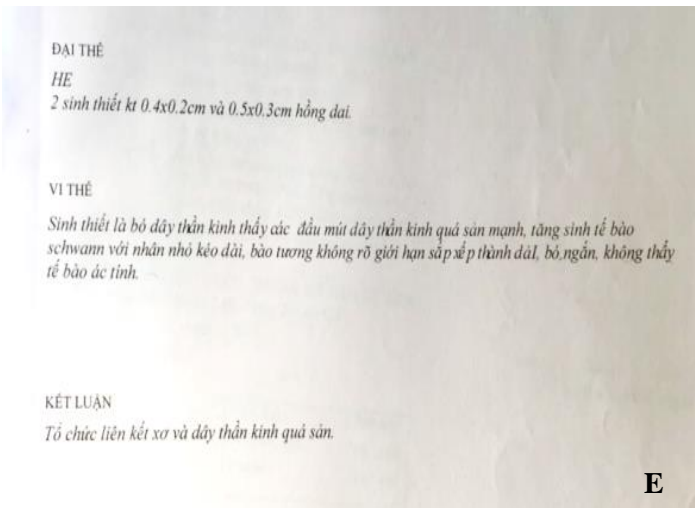 ĐẠI THỂ
HE
2 sinh thiết kt 0.4x0.2cm và 0.5x0.3cm hồng dai.
VI THỂ
Sinh thiết là bó dây thần kinh thấy các đầu mút dây thần kinh quá sản mạnh, tăng sinh tế bào
schwann với nhân nhỏ kéo dài, bào tương không rõ giới hạn sắp xếp thành dảI, bó,ngắn, không thấy
tế bào ác tính.
KẾT LUẬN
Tổ chức liên kết xơ và dây thần kinh quá sản.
E